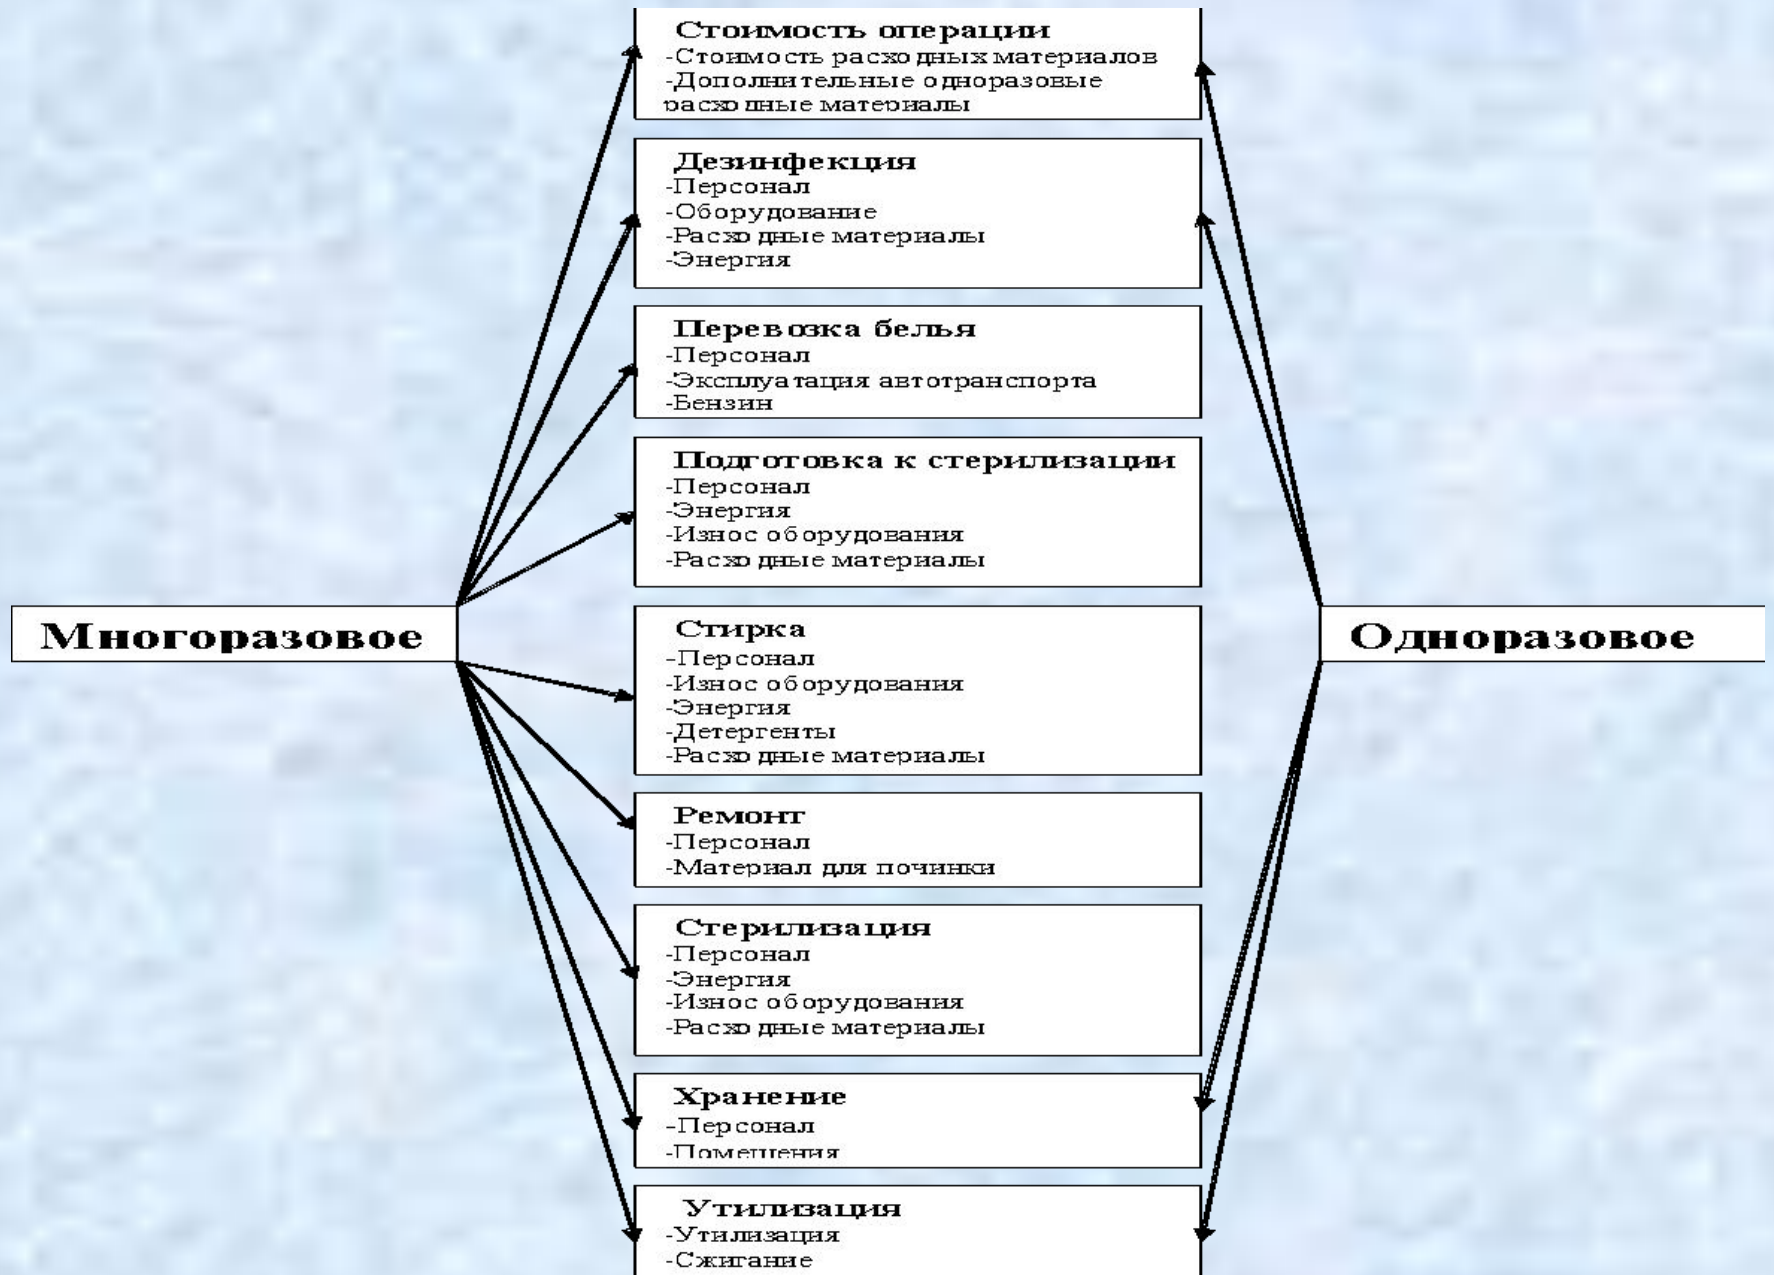 Стоимость операции
-Стоимость расходных материалов
-Дополнительные одноразовые
расходные материалы
Дезинфекция
-Персонал
-Оборудование
-Расходные материалы
-Энергия
Перевозка белья
-Персонал
-Эксплуатация автотранспорта
-Бензин
Подготовка к стерилизации
-Персонал
-Энергия
-Износ оборудования
-Расходные материалы
Многоразовое
Стирка
-Персонал
-Износ оборудования
-Энергия
-Детергенты
-Расходные материалы
Одноразовое
Ремонт
-Персонал
-Материал для починки
Стерилизация
-Персонал
-Энергия
-Износ оборудования
-Расходные материалы
Хранение
-Персонал
-Помещения
Утилизация
-Утилизация
-Сжигание